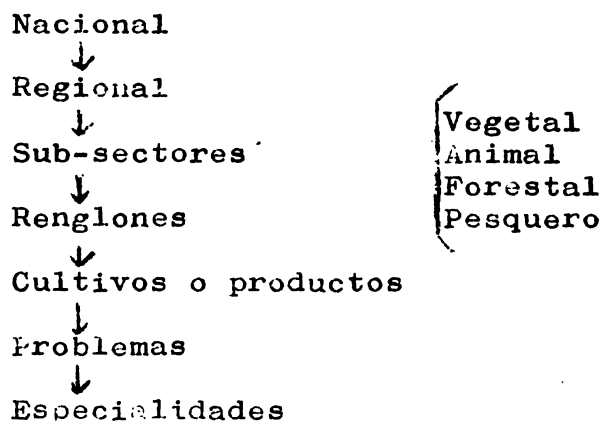 Nacional
↓
Regional
↓
Sub-sectores
↓
Renglones
↓
Cultivos o productos
↓
Problemas
↓
Especialidades
Vegetal
Animal
Forestal
Pesquero